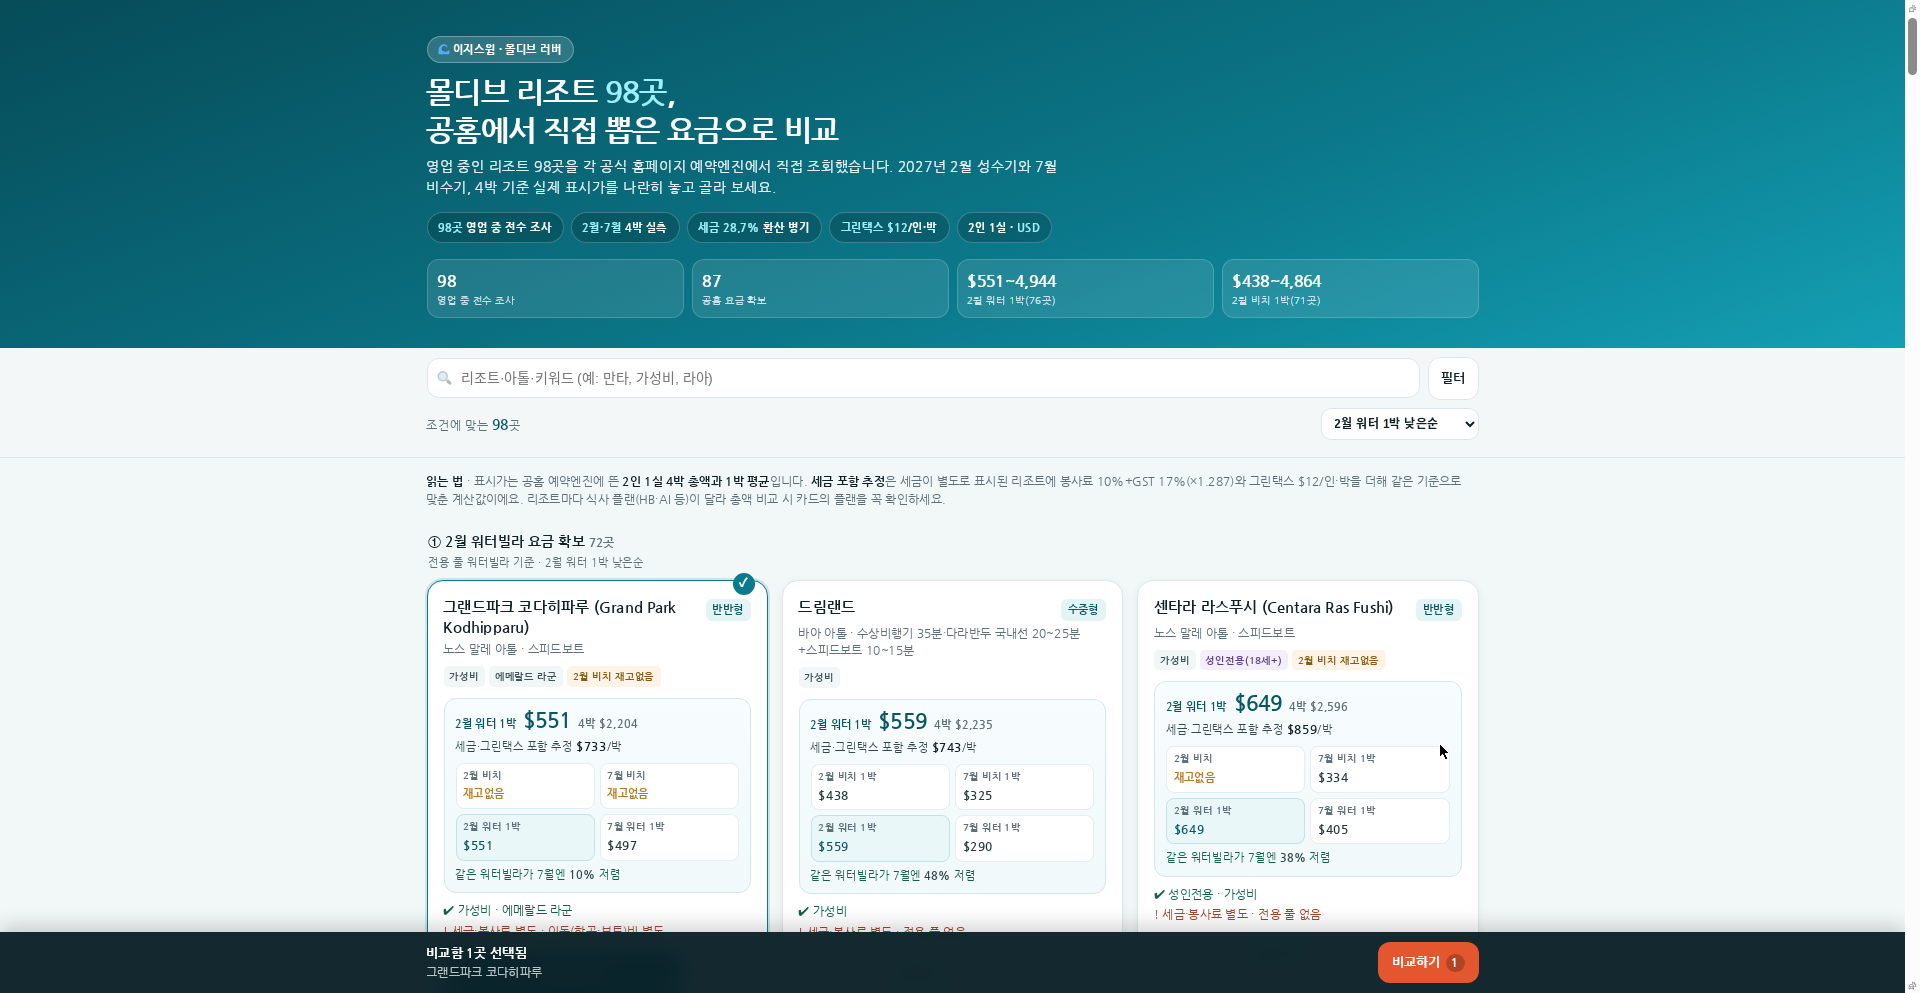 이지스윔 · 몰디브 러버
몰디브 리조트 98곳,
공홈에서 직접 뽑은 요금으로 비교
영업 중인 리조트 98곳을 각 공식 홈페이지 예약엔진에서 직접 조회했습니다. 2027년 2월 성수기와 7월
비수기, 4박 기준 실제 표시가를 나란히 놓고 골라 보세요.
98곳 영업 중 전수 조사
2월·7월 4박 실측
세금 28.7% 환산 병기
그린택스 $12/인·박
2인 1실 · USD
98
영업 중 전수 조사
87
공홈 요금 확보
$551~4,944
2월 워터 1박(76곳)
$438~4,864
2월 비치 1박(71곳)
리조트·아톨·키워드 (예: 만타, 가성비, 라아)
필터
조건에 맞는 98곳
2월 워터 1박 낮은순
읽는 법 · 표시가는 공홈 예약엔진에 뜬 2인 1실 4박 총액과 1박 평균입니다. 세금 포함 추정은 세금이 별도로 표시된 리조트에 봉사료 10%+GST 17%(×1.287)와 그린택스 $12/인·박을 더해 같은 기준으로
맞춘 계산값이에요. 리조트마다 식사 플랜(HB·AI 등)이 달라 총액 비교 시 카드의 플랜을 꼭 확인하세요.
① 2월 워터빌라 요금 확보 72곳
전용 풀 워터빌라 기준 · 2월 워터 1박 낮은순
그랜드파크 코다히파루 (Grand Park
Kodhipparu)
반반형
노스 말레 아톨 · 스피드보트
가성비
에메랄드 라군
2월 비치 재고없음
2월 워터 1박 $551 4박 $2,204
세금·그린택스 포함 추정 $733/박
2월 비치
재고없음
7월 비치
재고없음
2월 워터 1박
$551
7월 워터 1박
$497
같은 워터빌라가 7월엔 10% 저렴
✔ 가성비 · 에메랄드 라군
! 세금·봉사료 별도 · 이동(항공·보트)비 별도
드림랜드
수중형
바아 아톨 · 수상비행기 35분·다라반두 국내선 20~25분
+스피드보트 10~15분
가성비
2월 워터 1박 $559 4박 $2,235
세금·그린택스 포함 추정 $743/박
2월 비치 1박
$438
7월 비치 1박
$325
2월 워터 1박
$559
7월 워터 1박
$290
같은 워터빌라가 7월엔 48% 저렴
✔ 가성비
! 세금·봉사료 별도 · 전용 풀 없음
센타라 라스푸시 (Centara Ras Fushi)
반반형
노스 말레 아톨 · 스피드보트
가성비
성인전용(18세+)
2월 비치 재고없음
2월 워터 1박 $649 4박 $2,596
세금·그린택스 포함 추정 $859/박
2월 비치
재고없음
7월 비치 1박
$334
2월 워터 1박
$649
7월 워터 1박
$405
같은 워터빌라가 7월엔 38% 저렴
✔ 성인전용 · 가성비
! 세금·봉사료 별도 · 전용 풀 없음
비교함 1곳 선택됨
그랜드파크 코다히파루
비교하기 1